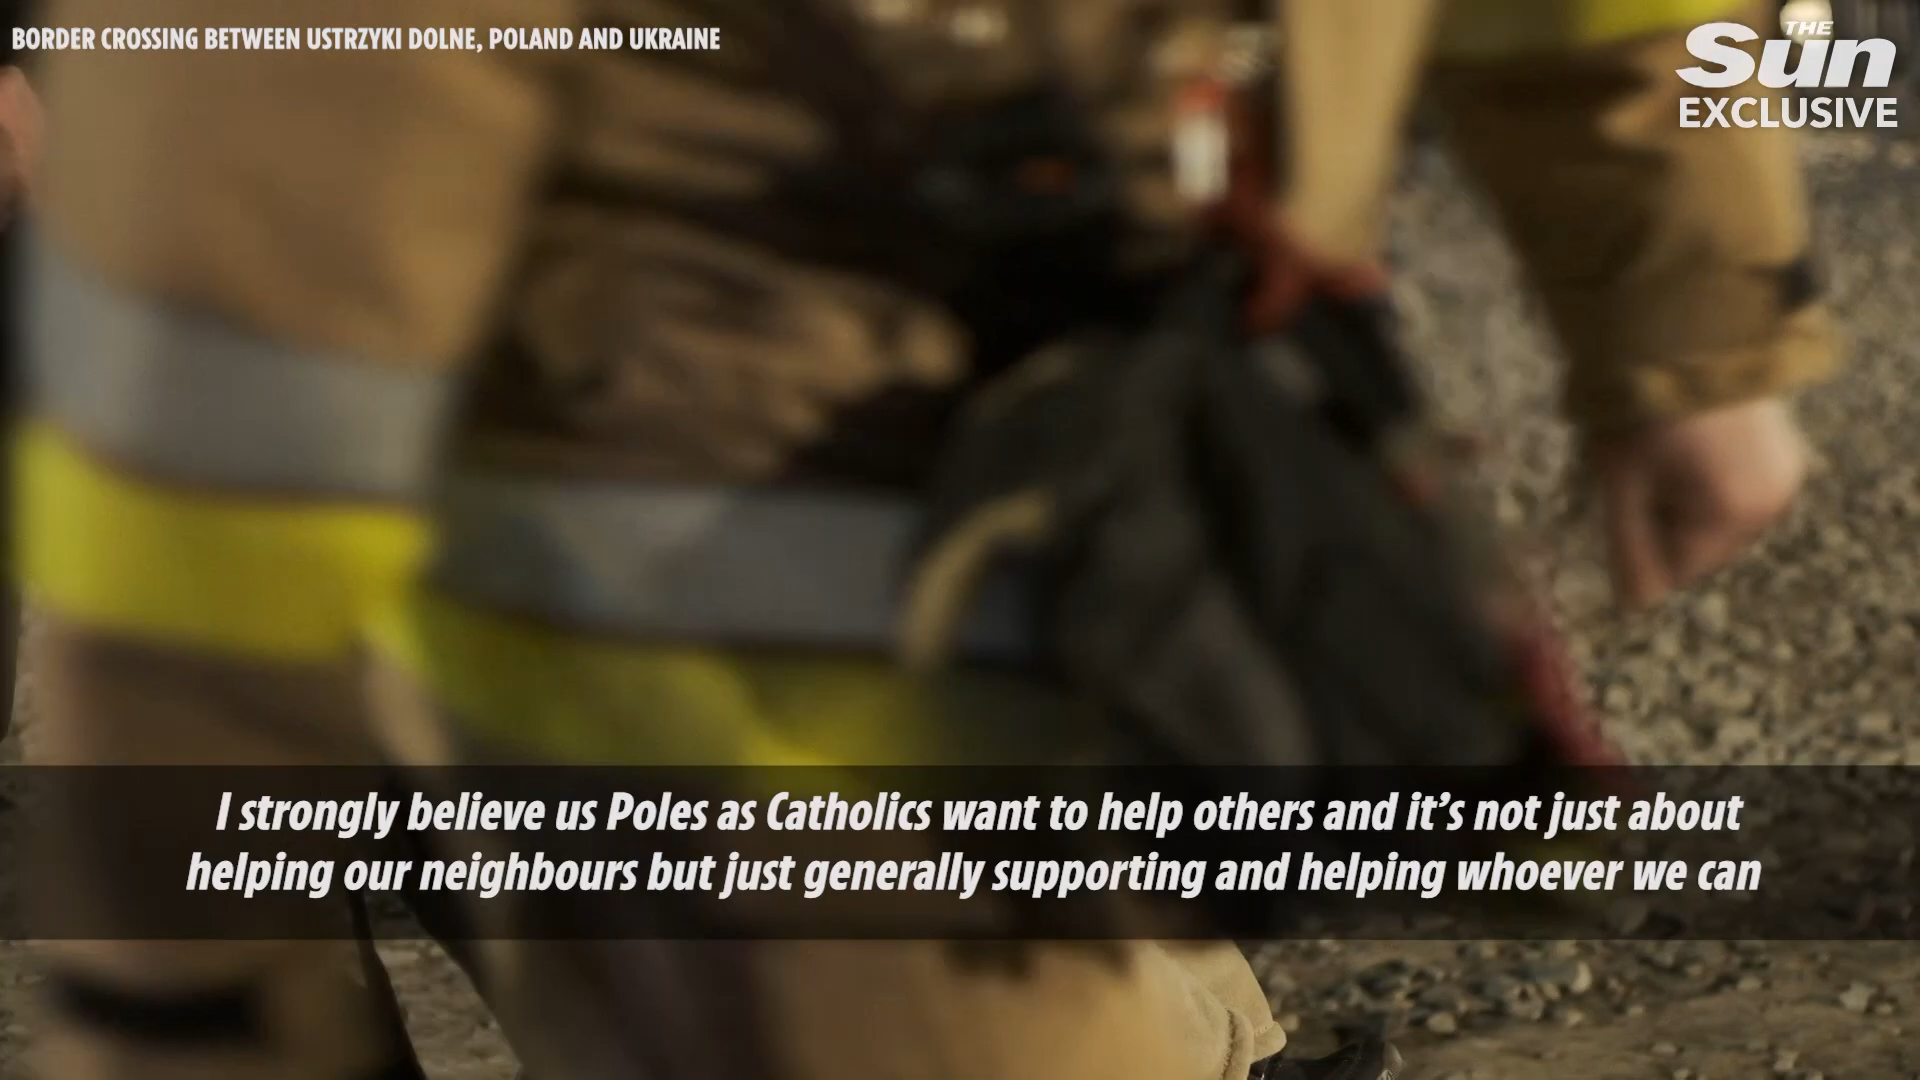 BORDER CROSSING BETWEEN USTRZYKI DOLNE, POLAND AND UKRAINE
THE
Sun
EXCLUSIVE
I strongly believe us Poles as Catholics want to help others and it's not just about
helping our neighbours but just generally supporting and helping whoever we can